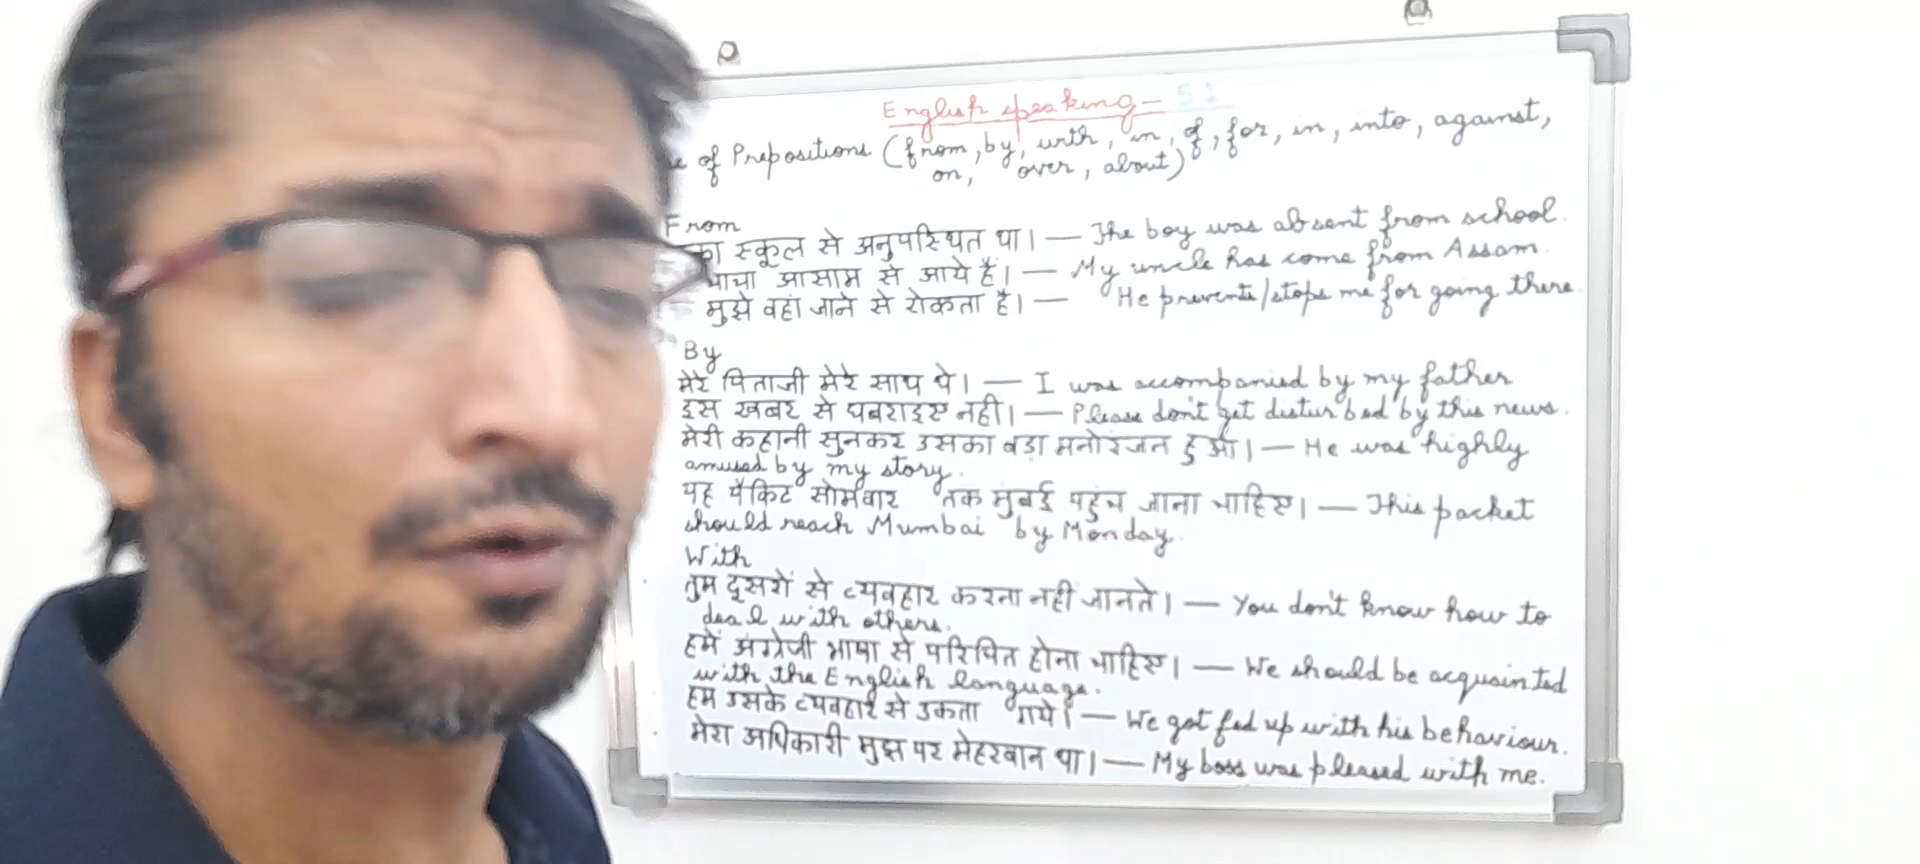 English speaking - 51
of Prepositions (from, by, with, in, of, for, in, into, against,
on, over, about)
From
स्कूल से अनुपस्थित था। — The boy was absent from school.
चाचा आसाम से आये हैं। — My uncle has come from Assam.
मुझे वहां जाने से रोकता है। — He prevents/stops me for going there.
By
मेरे पिताजी मेरे साथ थे। — I was accompanied by my father.
इस खबर से घबराइए नहीं। — Please don't get disturbed by this news.
मेरी कहानी सुनकर उसका बड़ा मनोरंजन हुआ। — He was highly
amused by my story.
यह पैकिट सोमवार तक मुंबई पहुंच जाना चाहिए। — This packet
should reach Mumbai by Monday.
With
तुम दूसरों से व्यवहार करना नहीं जानते। — You don't know how to
deal with others.
हमें अंग्रेजी भाषा से परिचित होना चाहिए। — We should be acquainted
with the English language.
हम उसके व्यवहार से उकता गये। — We got fed up with his behaviour.
मेरा अधिकारी मुझ पर मेहरबान था। — My boss was pleased with me.